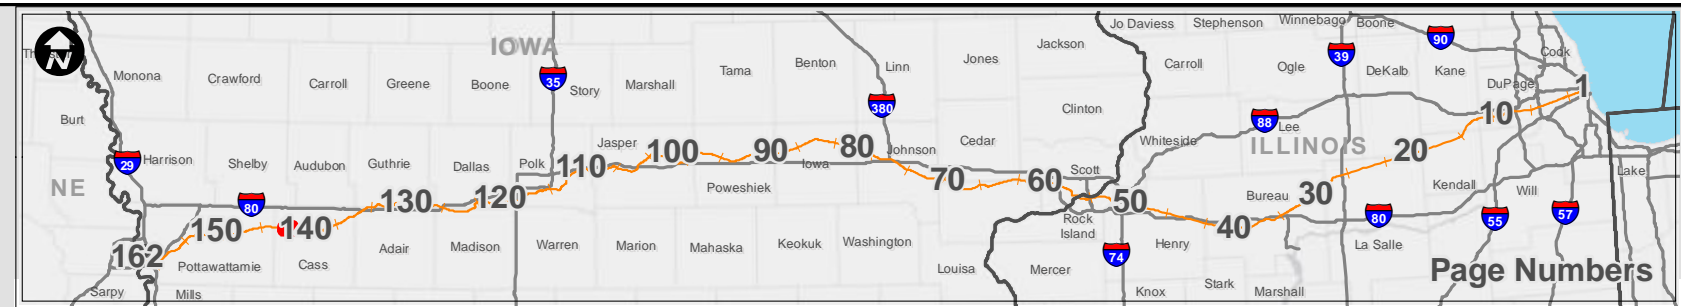 Jo Daviess Stephenson Winnebago Boone
IOWA
N
Monona Crawford Carroll Greene Boone 35 Story Marshall Tama Benton Linn Jones Jackson Carroll Ogle 39 DeKalb 90 Kane Cook
DuPage 1
Burt 380 Clinton Whiteside 88 Lee 10
29 Harrison Shelby Audubon Guthrie Dallas Polk Jasper 110 100 90 Iowa 80 Johnson Cedar Scott ILLINOIS 20
NE 80 130 120 Poweshiek 70 60 50 Bureau 30 Kendall Will Lake
162 150 140 Adair Madison Warren Marion Mahaska Keokuk Washington Rock
Island
74 Henry 40 80 La Salle 55 57
Pottawattamie Cass Louisa Mercer
Sarpy Mills Knox Stark Marshall
Page Numbers